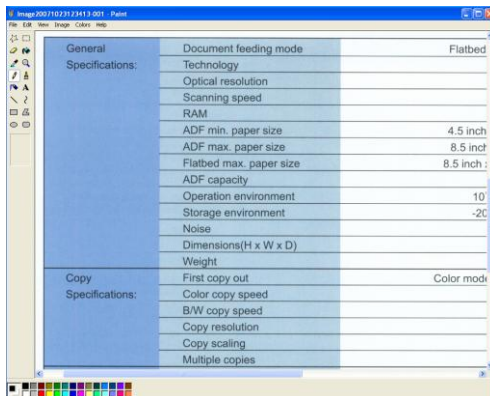 Image20071023123413-001 - Paint
File Edit View Image Colors Help
General Document feeding mode Flatbed
Specifications: Technology
Optical resolution
Scanning speed
RAM
ADF min. paper size 4.5 inch
ADF max. paper size 8.5 inch
Flatbed max. paper size 8.5 inch
ADF capacity
Operation environment 10
Storage environment -20
Noise
Dimensions(H x W x D)
Weight
Copy First copy out Color mode
Specifications: Color copy speed
B/W copy speed
Copy resolution
Copy scaling
Multiple copies